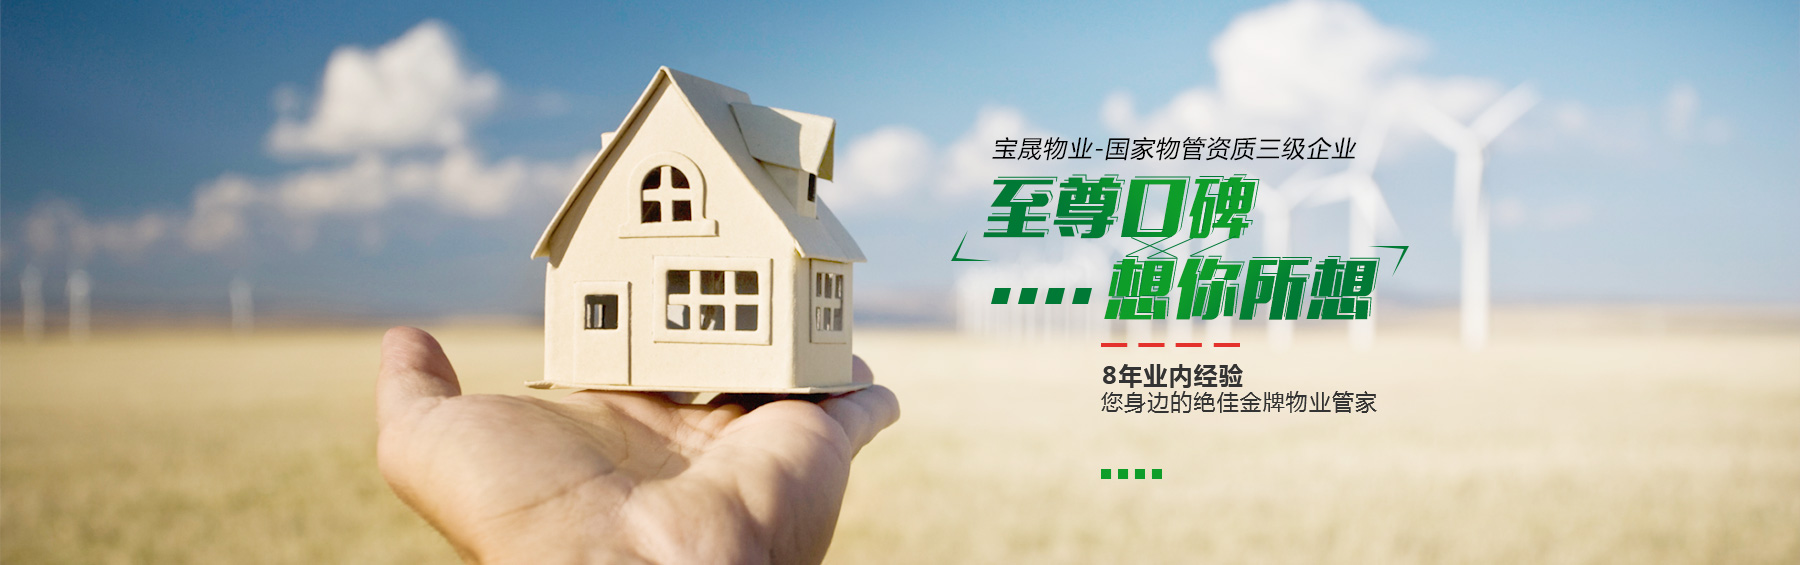 宝晟物业-国家物管资质三级企业
至尊口碑
想你所想
8年业内经验
您身边的绝佳金牌物业管家